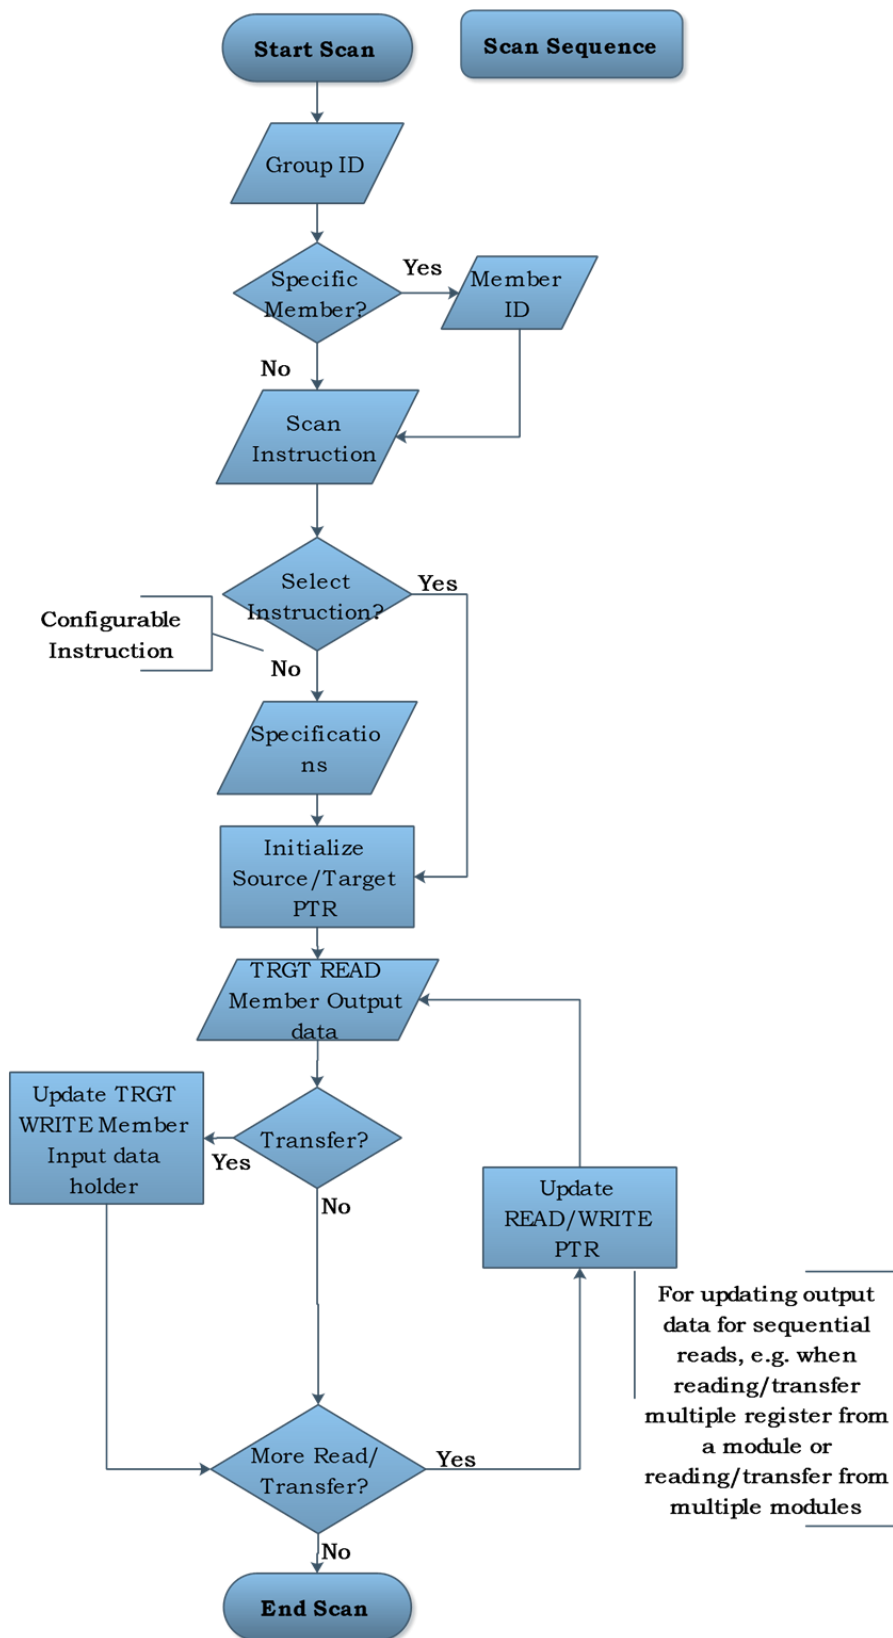 Start Scan
Scan Sequence
Group ID
Specific
Member?
Yes
Member
ID
No
Scan
Instruction
Select
Instruction?
Yes
Configurable
Instruction
No
Specificatio
ns
Initialize
Source/Target
PTR
TRGT READ
Member Output
data
Update TRGT
WRITE Member
Input data
holder
Transfer?
Yes
No
Update
READ/WRITE
PTR
For updating output
data for sequential
reads, e.g. when
reading/transfer
multiple register from
a module or
reading/transfer from
multiple modules
More Read/
Transfer?
Yes
No
End Scan